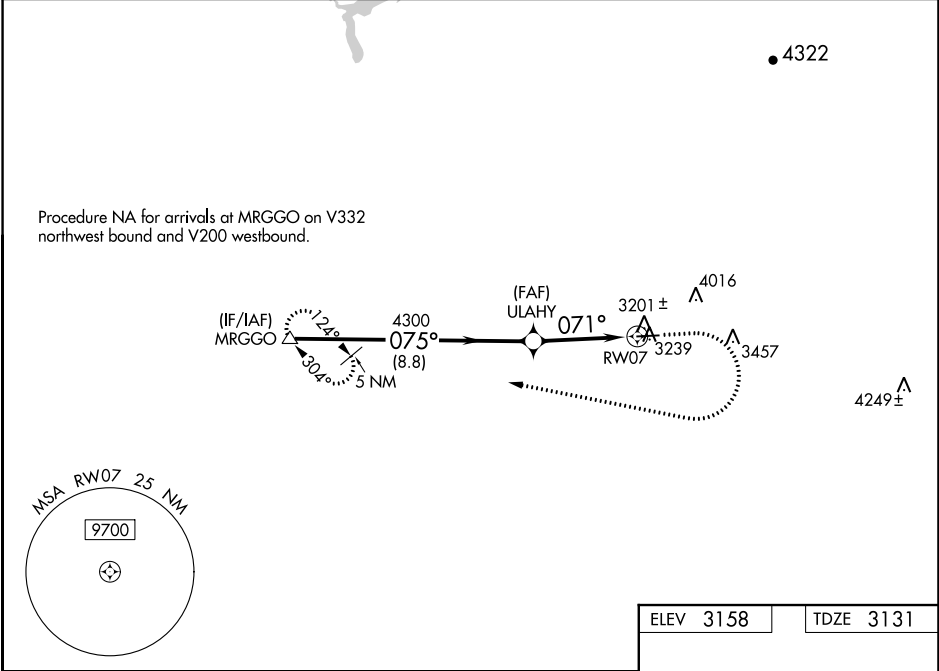 4322
Procedure NA for arrivals at MRGGO on V332
northwest bound and V200 westbound.
(IF/IAF)
MRGGO
124°
304°
5 NM
4300
075°
(8.8)
(FAF)
ULAHY
071°
3201 ±
RW07
3239
4016
3457
4249 ±
MSA RW07 25 NM
9700
ELEV 3158
TDZE 3131